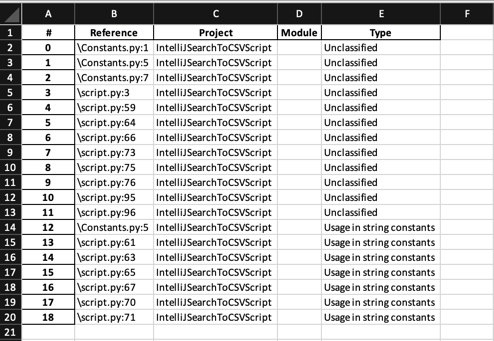 A B C D E F
1 # Reference Project Module Type
2 0 \Constants.py:1 IntelliJSearchToCSVScript Unclassified
3 1 \Constants.py:5 IntelliJSearchToCSVScript Unclassified
4 2 \Constants.py:7 IntelliJSearchToCSVScript Unclassified
5 3 \script.py:3 IntelliJSearchToCSVScript Unclassified
6 4 \script.py:59 IntelliJSearchToCSVScript Unclassified
7 5 \script.py:64 IntelliJSearchToCSVScript Unclassified
8 6 \script.py:66 IntelliJSearchToCSVScript Unclassified
9 7 \script.py:73 IntelliJSearchToCSVScript Unclassified
10 8 \script.py:75 IntelliJSearchToCSVScript Unclassified
11 9 \script.py:76 IntelliJSearchToCSVScript Unclassified
12 10 \script.py:95 IntelliJSearchToCSVScript Unclassified
13 11 \script.py:96 IntelliJSearchToCSVScript Unclassified
14 12 \Constants.py:5 IntelliJSearchToCSVScript Usage in string constants
15 13 \script.py:61 IntelliJSearchToCSVScript Usage in string constants
16 14 \script.py:63 IntelliJSearchToCSVScript Usage in string constants
17 15 \script.py:65 IntelliJSearchToCSVScript Usage in string constants
18 16 \script.py:67 IntelliJSearchToCSVScript Usage in string constants
19 17 \script.py:70 IntelliJSearchToCSVScript Usage in string constants
20 18 \script.py:71 IntelliJSearchToCSVScript Usage in string constants
21